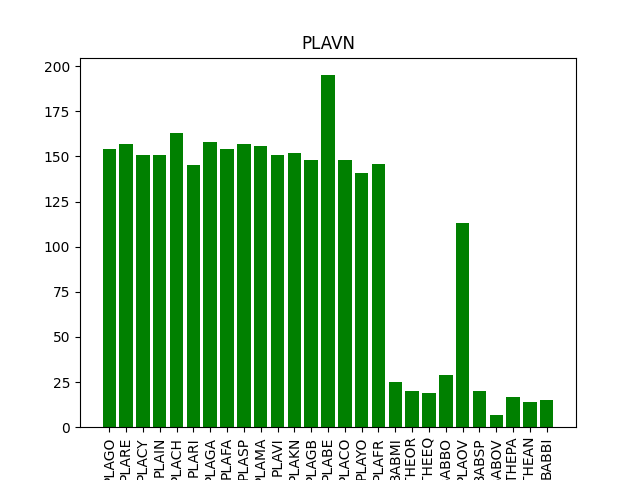 PLAVN
200
175
150
125
100
75
50
25
0
PLAGO
PLARE
PLACY
PLAIN
PLACH
PLARI
PLAGA
PLAFA
PLASP
PLAMA
PLAVI
PLAKN
PLAGB
PLABE
PLACO
PLAYO
PLAFR
BABMI
THEOR
THEEQ
ABBO
PLAOV
BABSP
ABOV
THEPA
THEAN
BABBI